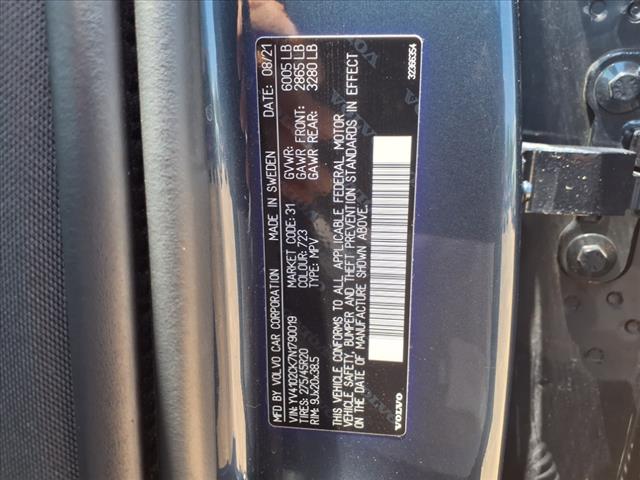 MFD BY VOLVO CAR CORPORATION MADE IN SWEDEN DATE: 08/21
VIN: YV4102CK7N1790019 MARKET CODE: 31 GVWR: 6005 LB
TIRES: 275/45R20 COLOUR: 723 GAWR FRONT: 2865 LB
RIM: 9Jx20x38.5 TYPE: MPV GAWR REAR: 3280 LB
THIS VEHICLE CONFORMS TO ALL APPLICABLE FEDERAL MOTOR
VEHICLE SAFETY, BUMPER AND THEFT PREVENTION STANDARDS IN EFFECT
ON THE DATE OF MANUFACTURE SHOWN ABOVE.
VOLVO 32366354